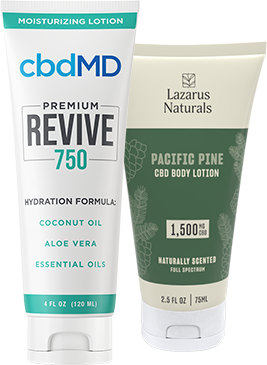 MOISTURIZING LOTION
cbdMD
PREMIUM
REVIVE
750
HYDRATION FORMULA:
COCONUT OIL
ALOE VERA
ESSENTIAL OILS
4 FL OZ (120 ML)
Lazarus
Naturals
PACIFIC PINE
CBD BODY LOTION
1,500 MG CBD
NATURALLY SCENTED
FULL SPECTRUM
2.5 FL OZ | 75ML